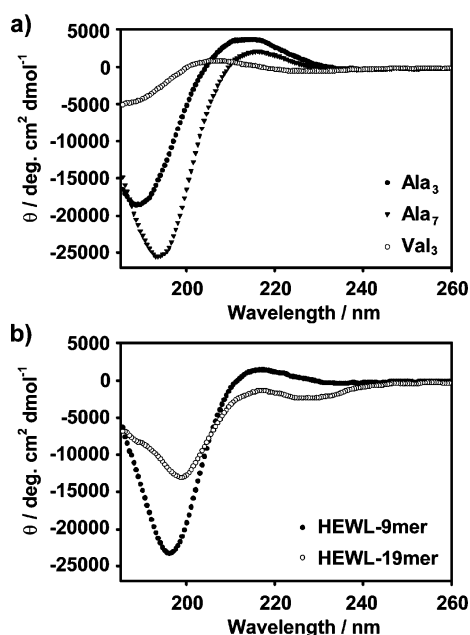 a)
5000
0
-5000
-10000
-15000
-20000
-25000
θ / deg. cm² dmol⁻¹
Ala₃
Ala₇
Val₃
200 220 240 260
Wavelength / nm
b)
5000
0
-5000
-10000
-15000
-20000
-25000
θ / deg. cm² dmol⁻¹
HEWL-9mer
HEWL-19mer
200 220 240 260
Wavelength / nm